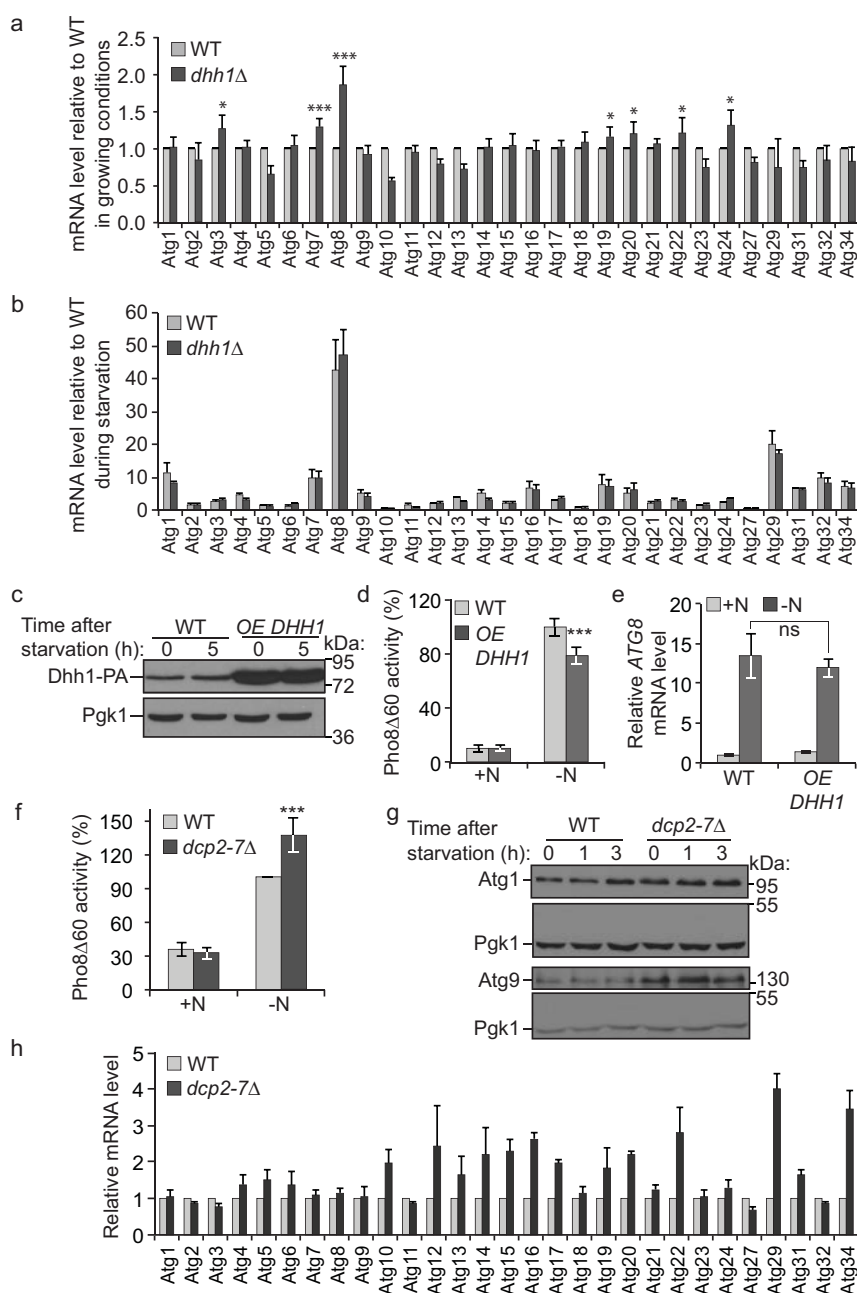 a
mRNA level relative to WT
in growing conditions
2.5
2.0
1.5
1.0
0.5
0.0
WT
dhh1Δ
* *** *** * * * *
Atg1 Atg2 Atg3 Atg4 Atg5 Atg6 Atg7 Atg8 Atg9 Atg10 Atg11 Atg12 Atg13 Atg14 Atg15 Atg16 Atg17 Atg18 Atg19 Atg20 Atg21 Atg22 Atg23 Atg24 Atg27 Atg29 Atg31 Atg32 Atg34
b
mRNA level relative to WT
during starvation
60
50
40
30
20
10
0
WT
dhh1Δ
Atg1 Atg2 Atg3 Atg4 Atg5 Atg6 Atg7 Atg8 Atg9 Atg10 Atg11 Atg12 Atg13 Atg14 Atg15 Atg16 Atg17 Atg18 Atg19 Atg20 Atg21 Atg22 Atg23 Atg24 Atg27 Atg29 Atg31 Atg32 Atg34
c
Time after WT OE DHH1
starvation (h): 0 5 0 5 kDa:
Dhh1-PA 95
72
Pgk1
36
d
Pho8Δ60 activity (%)
120
80
40
0
WT
OE
DHH1
***
+N -N
e
Relative ATG8
mRNA level
20
15
10
5
0
+N -N
ns
WT OE
DHH1
f
Pho8Δ60 activity (%)
150
120
90
60
30
0
WT
dcp2-7Δ
***
+N -N
g
Time after WT dcp2-7Δ
starvation (h): 0 1 3 0 1 3 kDa:
Atg1 95
55
Pgk1
Atg9 130
55
Pgk1
h
Relative mRNA level
5
4
3
2
1
0
WT
dcp2-7Δ
Atg1 Atg2 Atg3 Atg4 Atg5 Atg6 Atg7 Atg8 Atg9 Atg10 Atg11 Atg12 Atg13 Atg14 Atg15 Atg16 Atg17 Atg18 Atg19 Atg20 Atg21 Atg22 Atg23 Atg24 Atg27 Atg29 Atg31 Atg32 Atg34